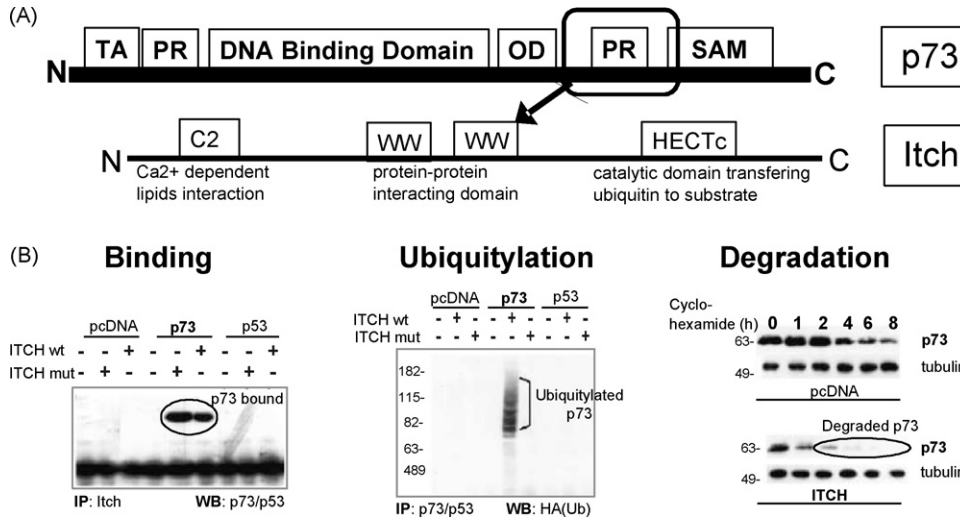 (A)
TA PR DNA Binding Domain OD PR SAM
N C p73
C2 WW WW HECTc
N C Itch
Ca2+ dependent
lipids interaction
protein-protein
interacting domain
catalytic domain transfering
ubiquitin to substrate
(B)
Binding
pcDNA p73 p53
ITCH wt - - + - - + - - +
ITCH mut - + - - + - - + -
p73 bound
IP: Itch WB: p73/p53
Ubiquitylation
pcDNA p73 p53
ITCH wt - + - - + - - + -
ITCH mut - - + - - + - - +
182-
115-
82-
63-
489
Ubiquitylated
p73
IP: p73/p53 WB: HA(Ub)
Degradation
Cyclo-
hexamide (h) 0 1 2 4 6 8
63- p73
49- tubulin
pcDNA
Degraded p73
63- p73
49- tubulin
ITCH